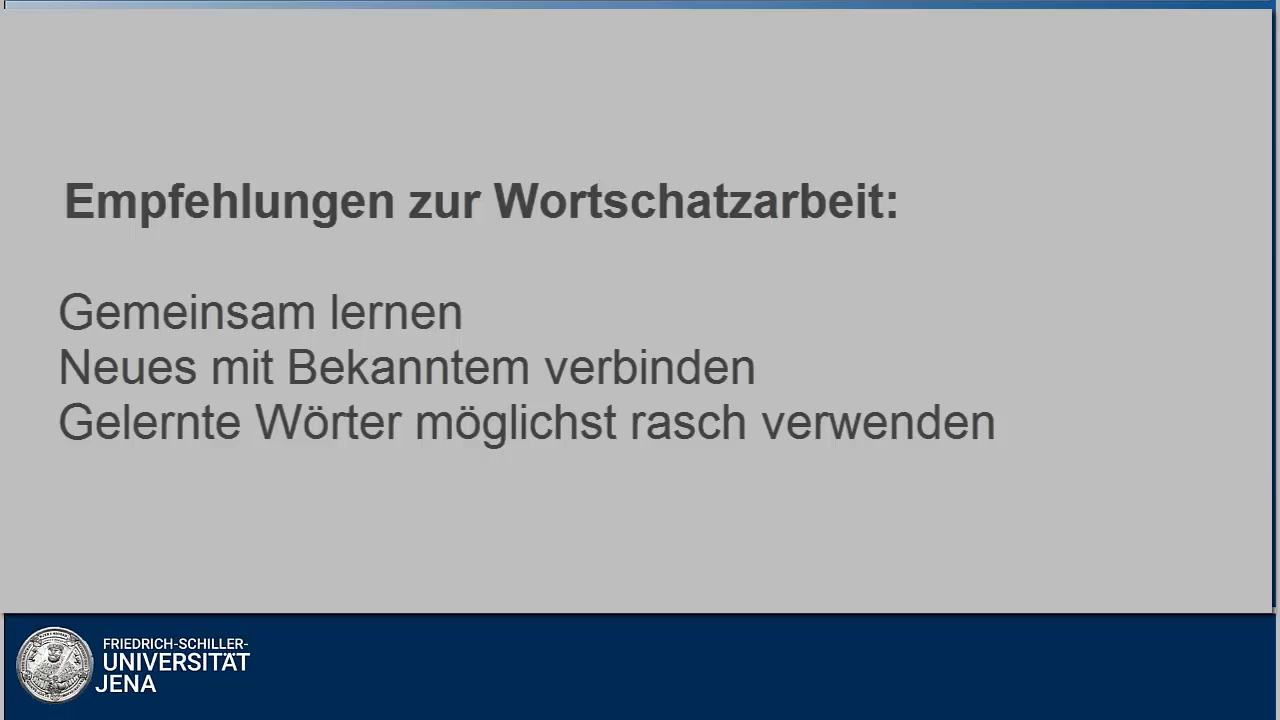 Empfehlungen zur Wortschatzarbeit:
Gemeinsam lernen
Neues mit Bekanntem verbinden
Gelernte Wörter möglichst rasch verwenden
FRIEDRICH-SCHILLER-
UNIVERSITÄT
JENA